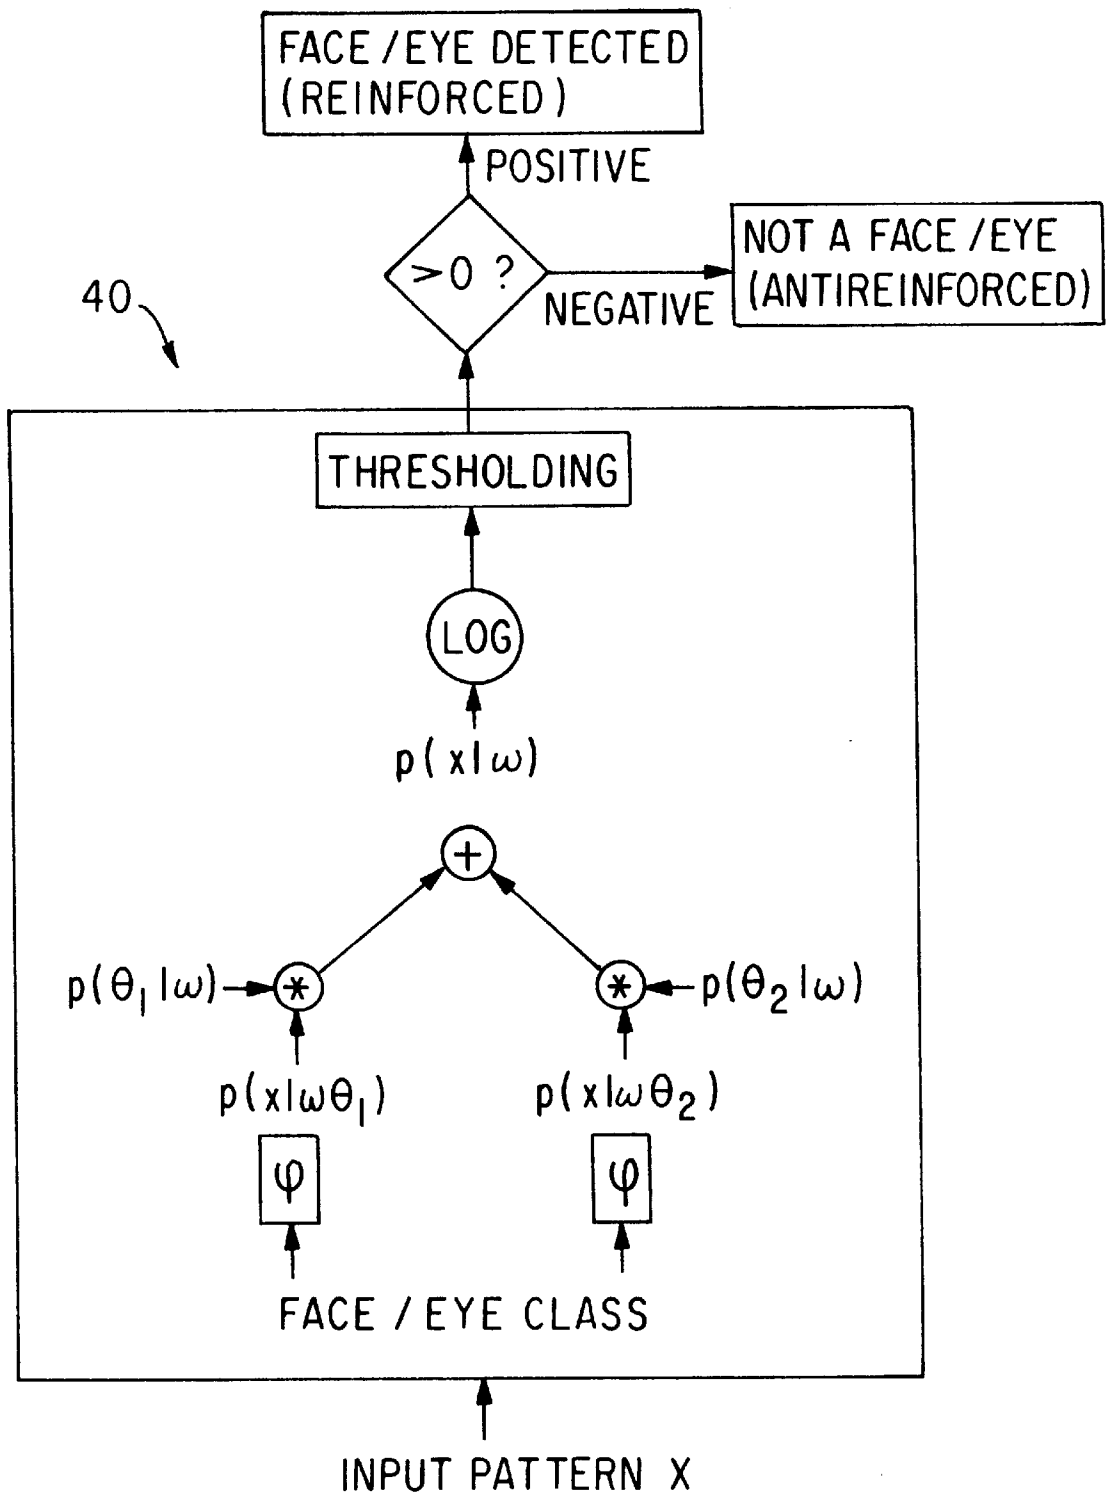 FACE / EYE DETECTED
(REINFORCED)
POSITIVE
> 0 ?
NEGATIVE
NOT A FACE / EYE
(ANTIREINFORCED)
40
THRESHOLDING
LOG
p(x|ω)
+
p(θ₁|ω)
*
*
p(θ₂|ω)
p(x|ωθ₁)
p(x|ωθ₂)
φ
φ
FACE / EYE CLASS
INPUT PATTERN X